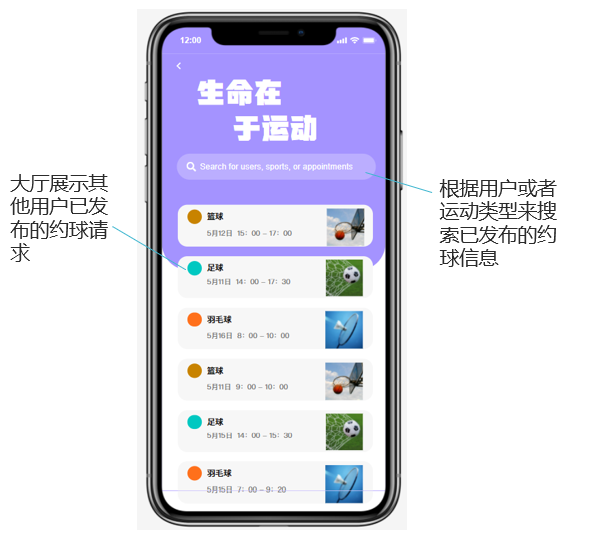 12:00
生命在
于运动
Search for users, sports, or appointments
大厅展示其
他用户已发
布的约球请
求
根据用户或者
运动类型来搜
索已发布的约
球信息
篮球
5月12日 15：00 – 17：00
足球
5月11日 14：00 – 17：30
羽毛球
5月16日 8：00 – 10：00
篮球
5月11日 9：00 – 10：00
足球
5月15日 14：00 – 15：30
羽毛球
5月15日 7：00 – 9：20